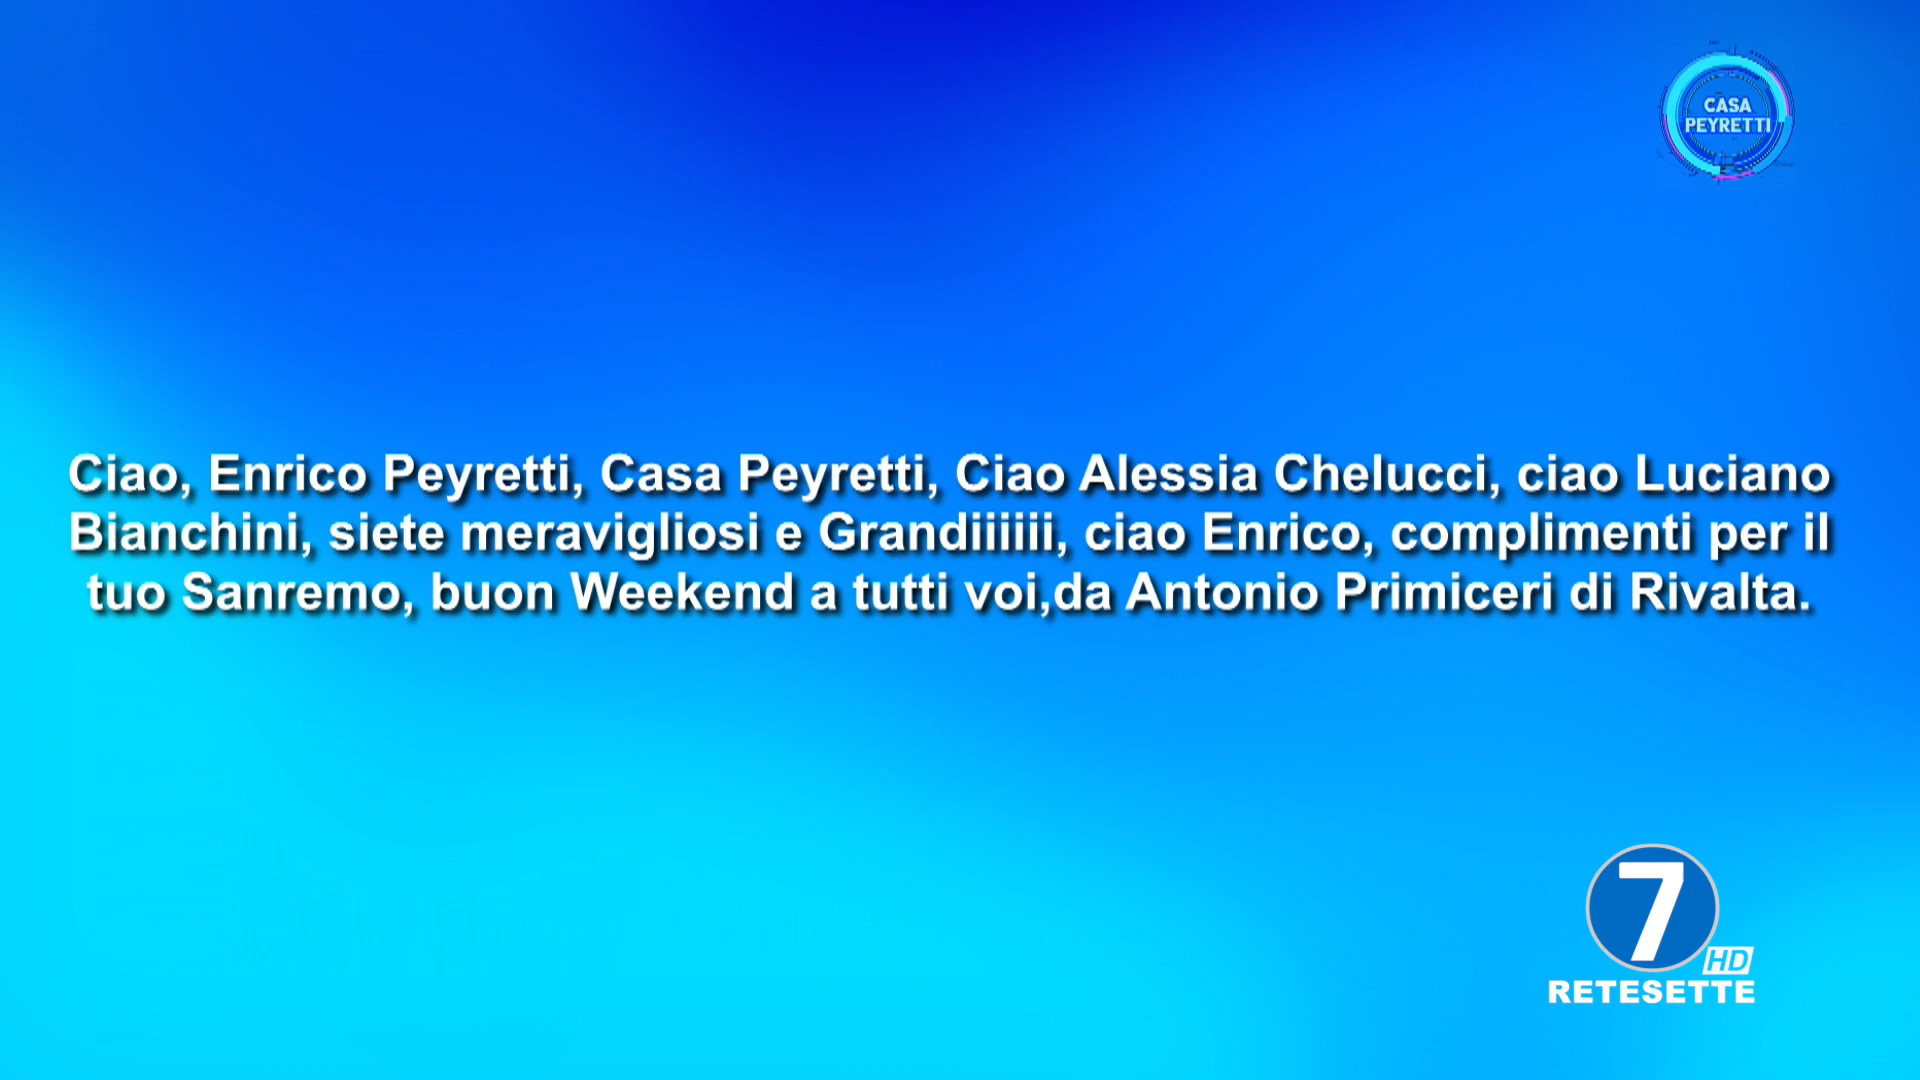 CASA
PEYRETTI
Ciao, Enrico Peyretti, Casa Peyretti, Ciao Alessia Chelucci, ciao Luciano
Bianchini, siete meravigliosi e Grandiiiiii, ciao Enrico, complimenti per il
tuo Sanremo, buon Weekend a tutti voi,da Antonio Primiceri di Rivalta.
7
HD
RETESETTE